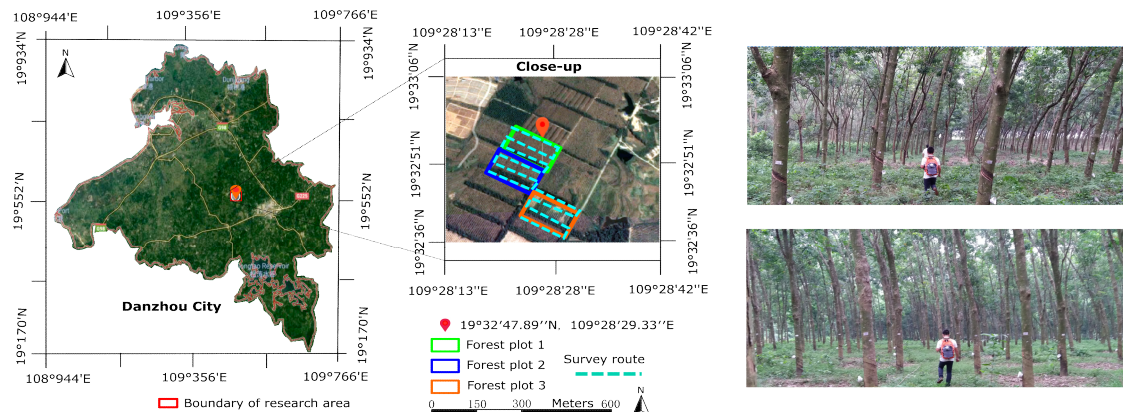 108°944'E 109°356'E 109°766'E
19°934'N 19°934'N
N
19°552'N 19°552'N
Danzhou City
19°170'N 19°170'N
108°944'E 109°356'E 109°766'E
Boundary of research area
109°28'13''E 109°28'28''E 109°28'42''E
19°33'06''N 19°33'06''N
Close-up
19°32'51''N 19°32'51''N
19°32'36''N 19°32'36''N
109°28'13''E 109°28'28''E 109°28'42''E
19°32'47.89''N, 109°28'29.33''E
Forest plot 1
Forest plot 2
Forest plot 3
Survey route
N
0 150 300 Meters 600